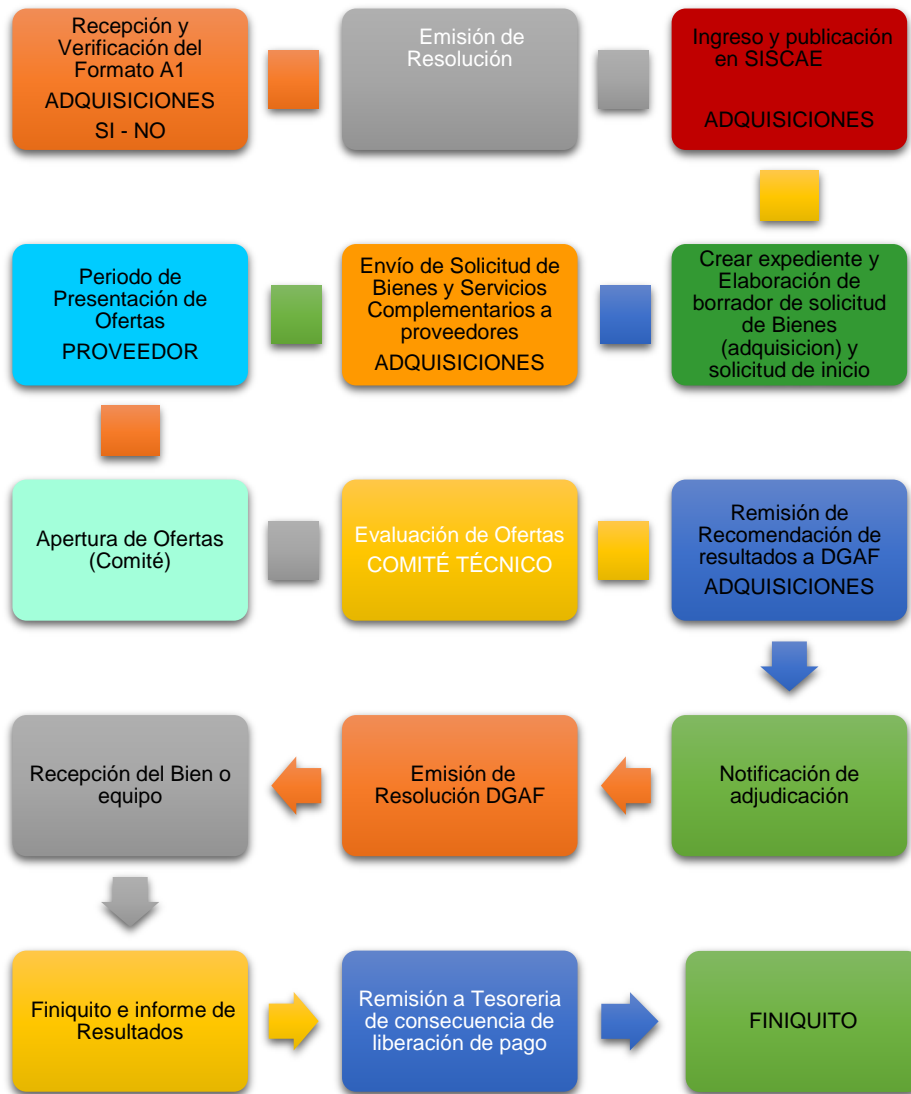 Recepción y
Verificación del
Formato A1
ADQUISICIONES
SI - NO
Emisión de
Resolución
Ingreso y publicación
en SISCAE
ADQUISICIONES
Crear expediente y
Elaboración de
borrador de solicitud
de Bienes
(adquisicion) y
solicitud de inicio
Envío de Solicitud de
Bienes y Servicios
Complementarios a
proveedores
ADQUISICIONES
Periodo de
Presentación de
Ofertas
PROVEEDOR
Apertura de Ofertas
(Comité)
Evaluación de Ofertas
COMITÉ TÉCNICO
Remisión de
Recomendación de
resultados a DGAF
ADQUISICIONES
Notificación de
adjudicación
Emisión de
Resolución DGAF
Recepción del Bien o
equipo
Finiquito e informe de
Resultados
Remisión a Tesoreria
de consecuencia de
liberación de pago
FINIQUITO